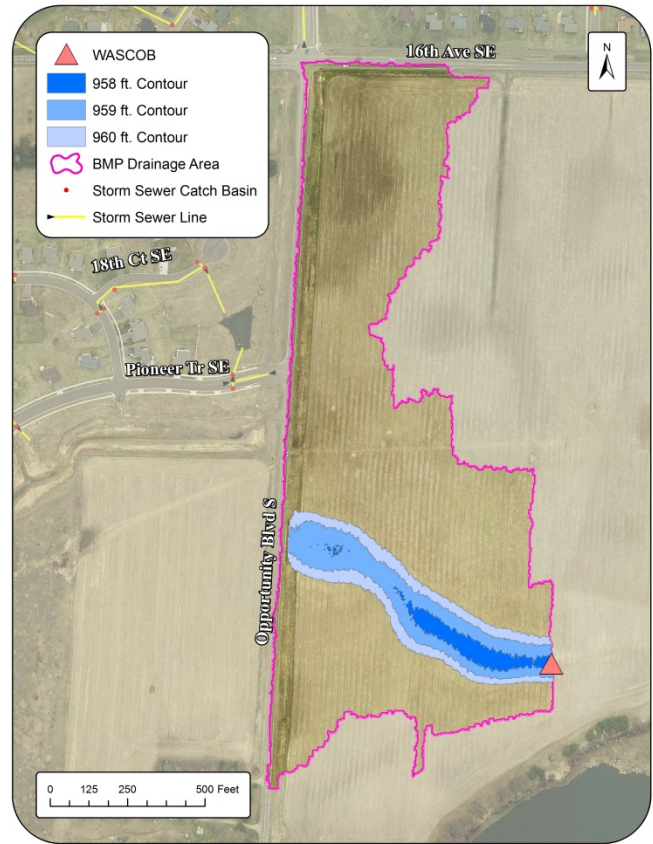 16th Ave SE
N
WASCOB
958 ft. Contour
959 ft. Contour
960 ft. Contour
BMP Drainage Area
Storm Sewer Catch Basin
Storm Sewer Line
18th Ct SE
Pioneer Tr SE
Opportunity Blvd S
0 125 250 500 Feet